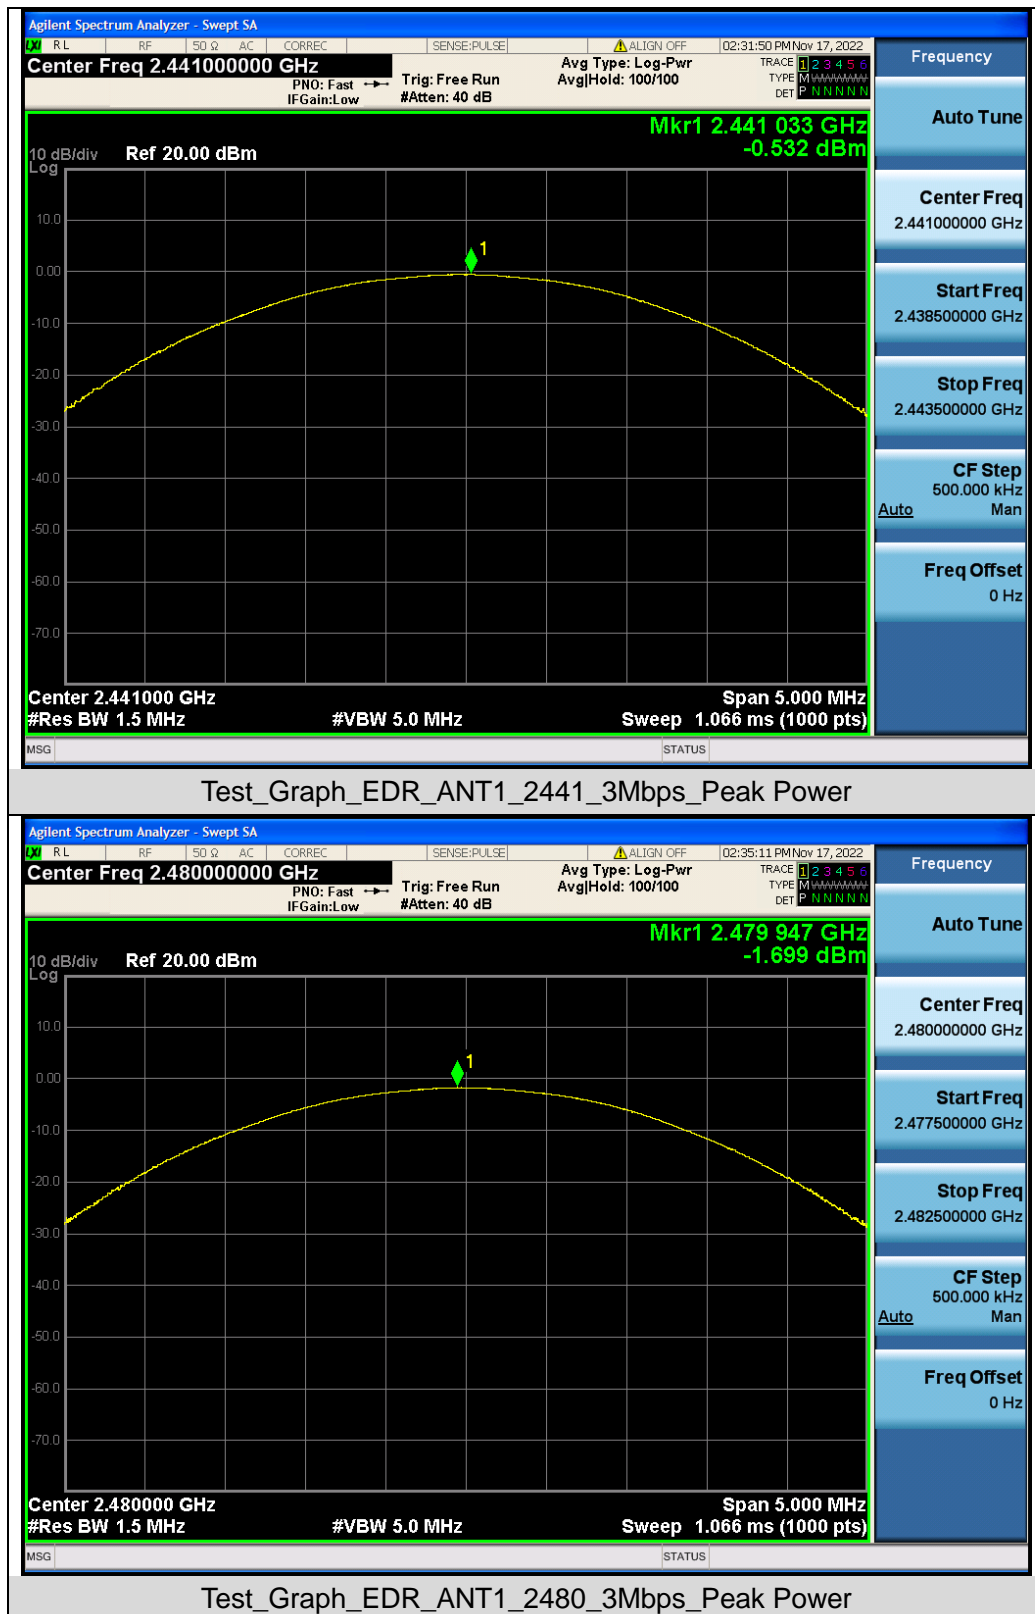 Agilent Spectrum Analyzer - Swept SA
LXI RL RF 50 Ω AC CORREC SENSE:PULSE ALIGN OFF 02:31:50 PM Nov 17, 2022
Center Freq 2.441000000 GHz
PNO: Fast
IFGain:Low
Trig: Free Run
#Atten: 40 dB
Avg Type: Log-Pwr
Avg|Hold: 100/100
TRACE 1 2 3 4 5 6
TYPE M
DET P N N N N N
Mkr1 2.441 033 GHz
-0.532 dBm
10 dB/div Ref 20.00 dBm
Log
10.0
1
0.00
-10.0
-20.0
-30.0
-40.0
-50.0
-60.0
-70.0
Center 2.441000 GHz Span 5.000 MHz
#Res BW 1.5 MHz #VBW 5.0 MHz Sweep 1.066 ms (1000 pts)
MSG STATUS
Frequency
Auto Tune
Center Freq
2.441000000 GHz
Start Freq
2.438500000 GHz
Stop Freq
2.443500000 GHz
CF Step
500.000 kHz
Auto Man
Freq Offset
0 Hz
Test_Graph_EDR_ANT1_2441_3Mbps_Peak Power
Agilent Spectrum Analyzer - Swept SA
LXI RL RF 50 Ω AC CORREC SENSE:PULSE ALIGN OFF 02:35:11 PM Nov 17, 2022
Center Freq 2.480000000 GHz
PNO: Fast
IFGain:Low
Trig: Free Run
#Atten: 40 dB
Avg Type: Log-Pwr
Avg|Hold: 100/100
TRACE 1 2 3 4 5 6
TYPE M
DET P N N N N N
Mkr1 2.479 947 GHz
-1.699 dBm
10 dB/div Ref 20.00 dBm
Log
10.0
1
0.00
-10.0
-20.0
-30.0
-40.0
-50.0
-60.0
-70.0
Center 2.480000 GHz Span 5.000 MHz
#Res BW 1.5 MHz #VBW 5.0 MHz Sweep 1.066 ms (1000 pts)
MSG STATUS
Frequency
Auto Tune
Center Freq
2.480000000 GHz
Start Freq
2.477500000 GHz
Stop Freq
2.482500000 GHz
CF Step
500.000 kHz
Auto Man
Freq Offset
0 Hz
Test_Graph_EDR_ANT1_2480_3Mbps_Peak Power